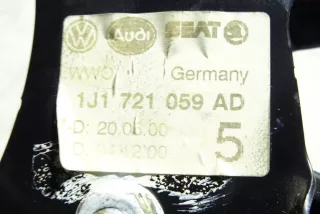 Audi SEAT
WWO Germany
1J1 721 059 AD
D: 20.06.00
5